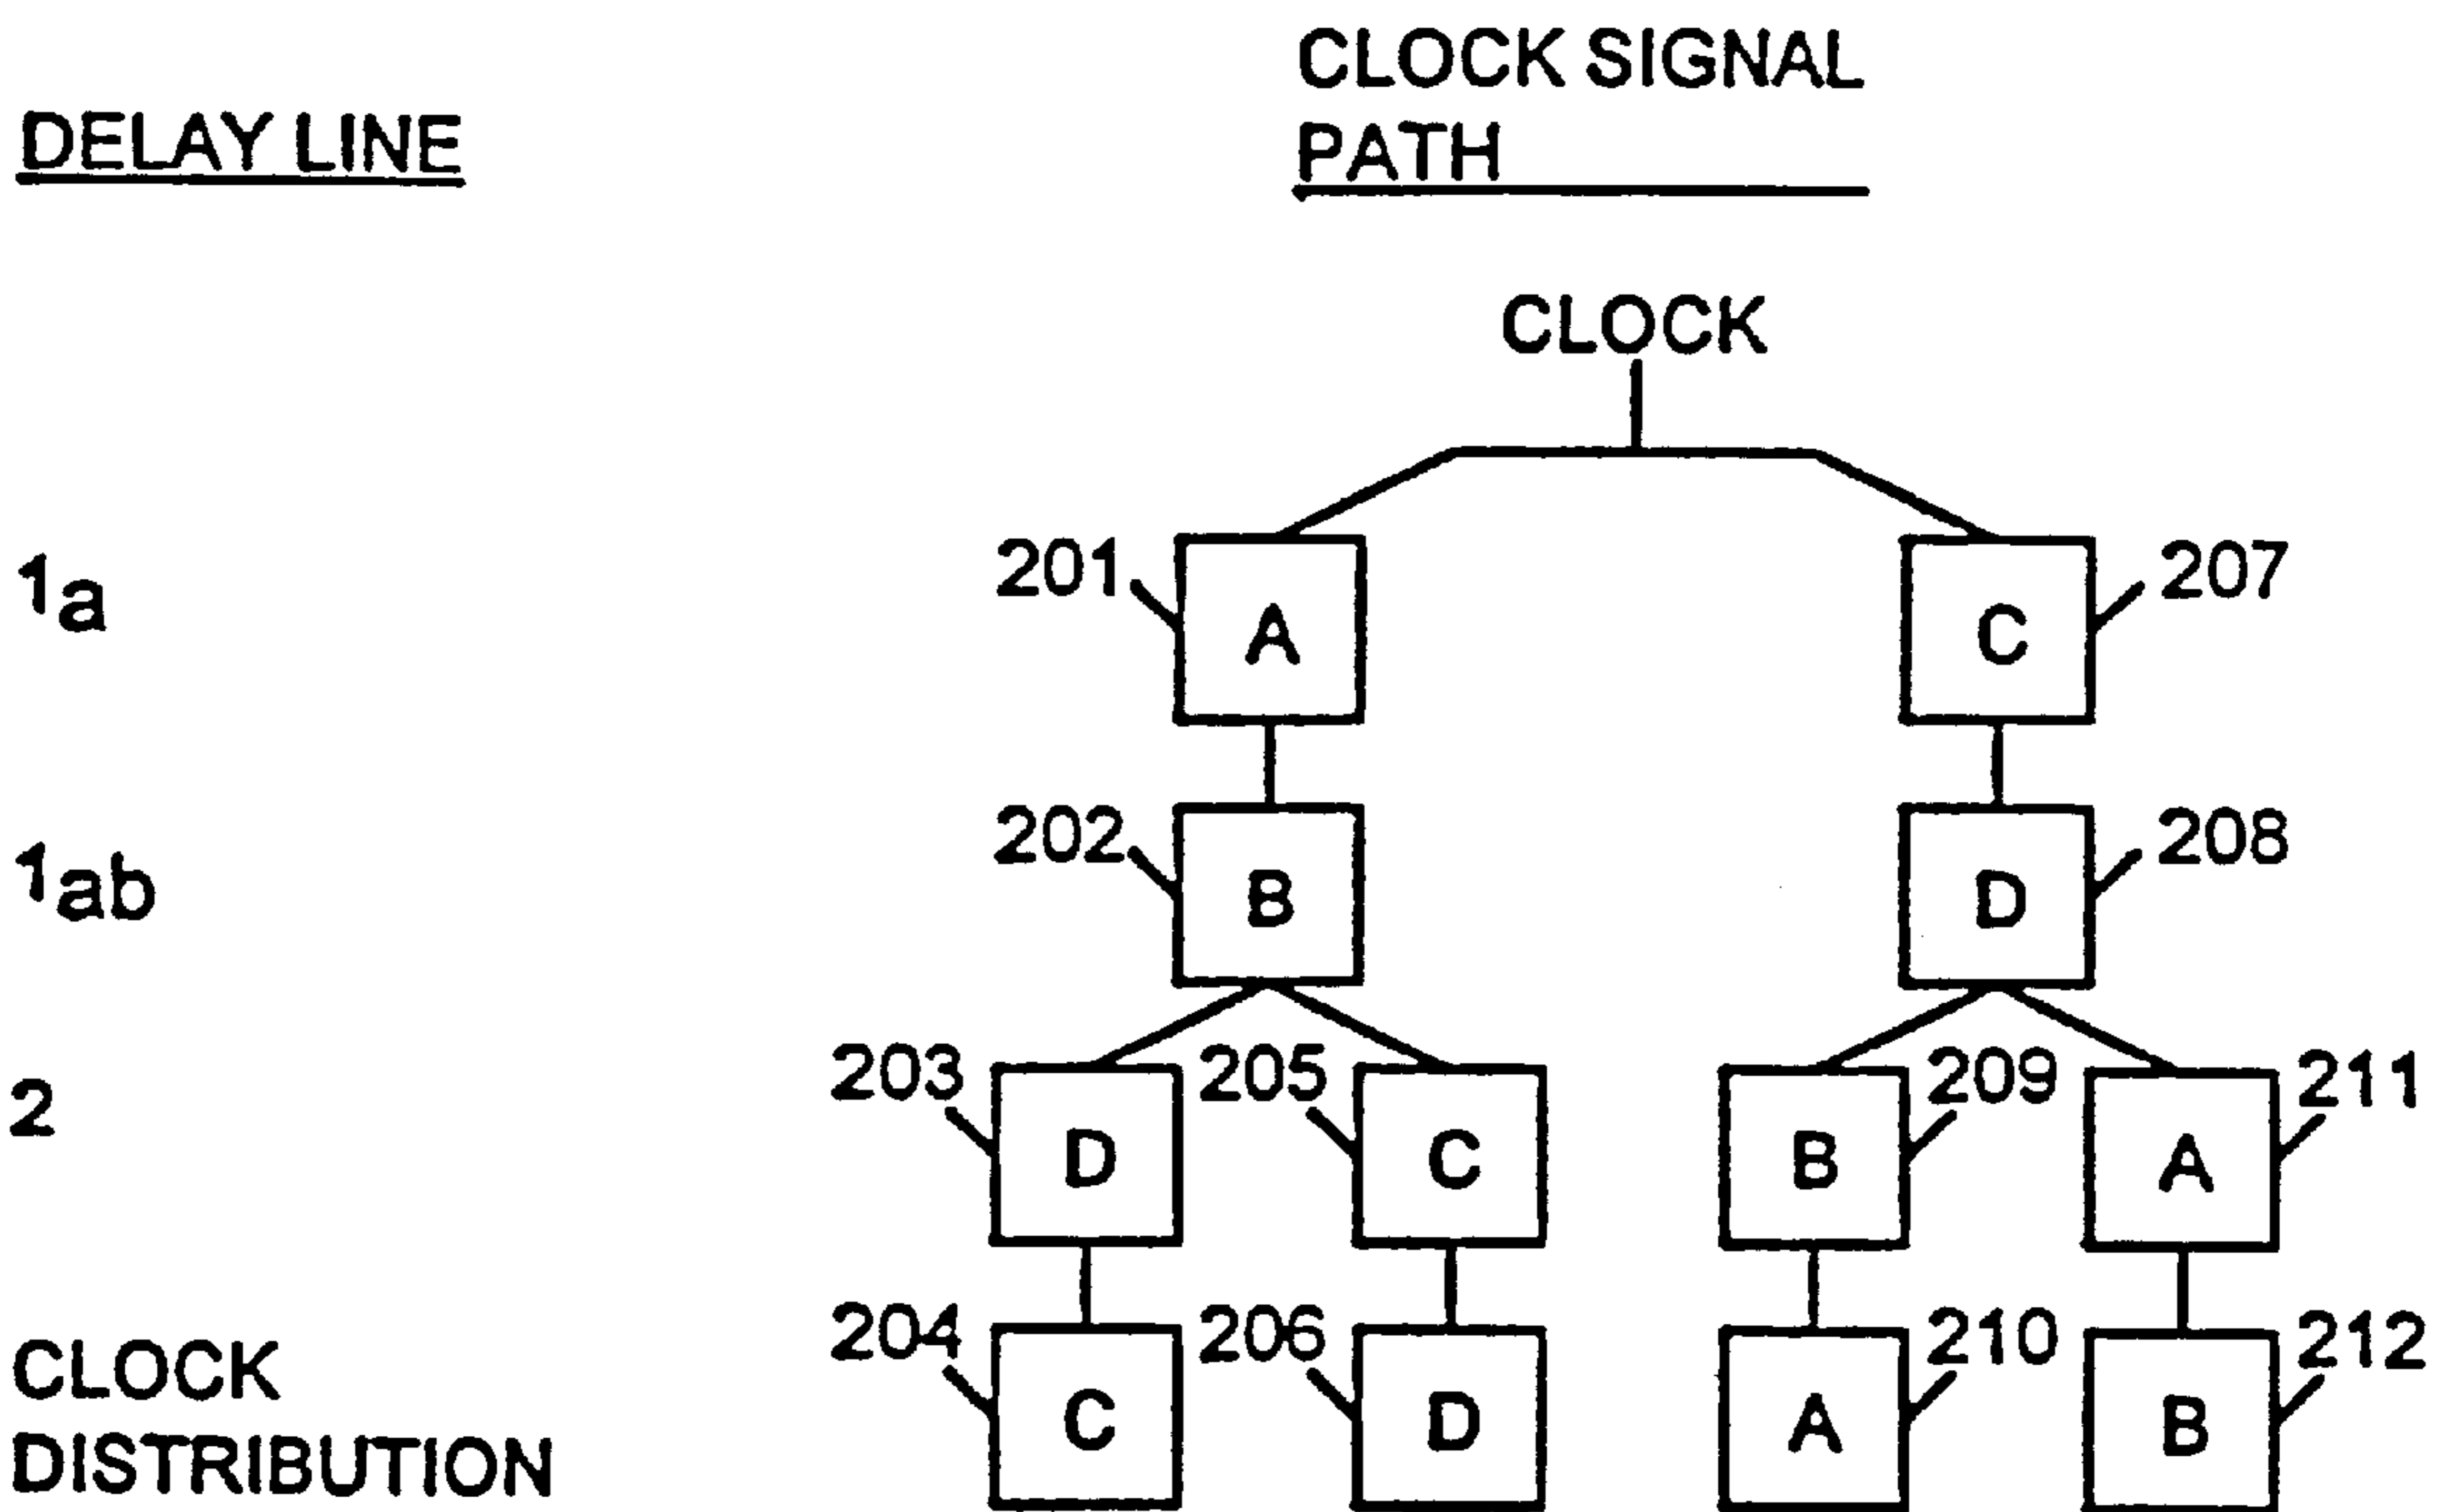 CLOCK SIGNAL
PATH
DELAY LINE
CLOCK
1a
201
A
C
207
1ab
202
B
D
208
2
203
D
205
C
B
209
A
211
CLOCK
DISTRIBUTION
204
C
206
D
A
210
B
212